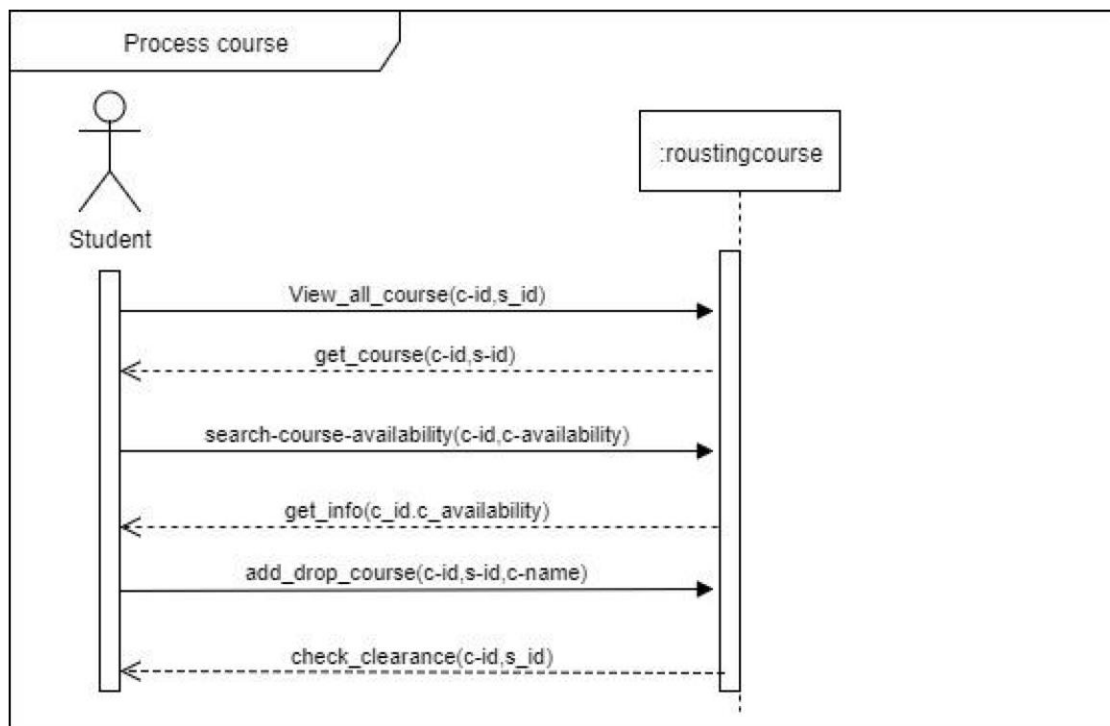 Process course
:roustingcourse
Student
View_all_course(c-id,s_id)
get_course(c-id,s-id)
search-course-availability(c-id,c-availability)
get_info(c_id.c_availability)
add_drop_course(c-id,s-id,c-name)
check_clearance(c-id,s_id)